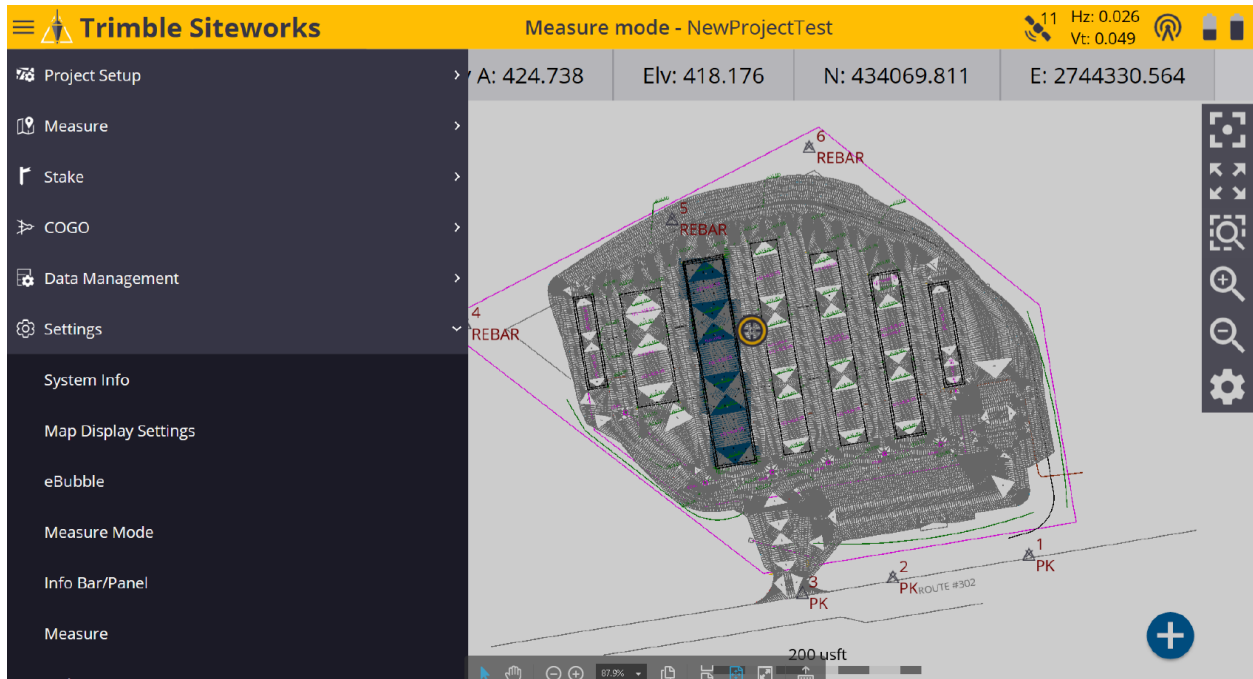 Trimble Siteworks
Measure mode - NewProjectTest
11
Hz: 0.026
Vt: 0.049
A: 424.738
Elv: 418.176
N: 434069.811
E: 2744330.564
Project Setup
Measure
Stake
COGO
Data Management
Settings
System Info
Map Display Settings
eBubble
Measure Mode
Info Bar/Panel
Measure
6
REBAR
5
REBAR
4
REBAR
1
PK
2
PK
ROUTE #302
3
PK
200 usft
87.9%